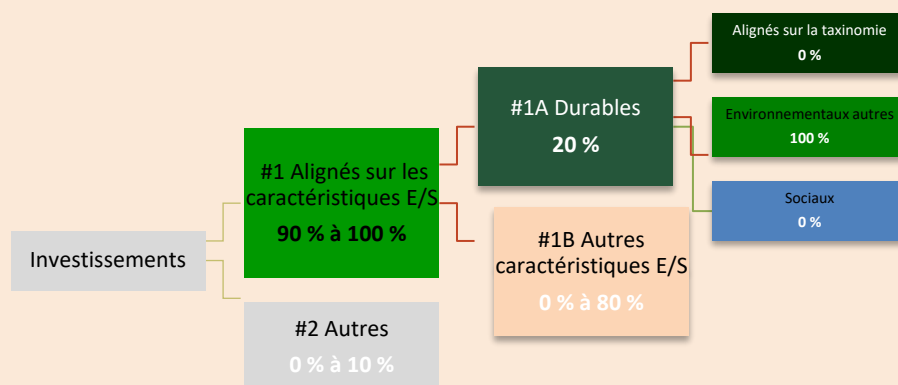 Investissements
#1 Alignés sur les
caractéristiques E/S
90 % à 100 %
#2 Autres
0 % à 10 %
#1A Durables
20 %
#1B Autres
caractéristiques E/S
0 % à 80 %
Alignés sur la taxinomie
0 %
Environnementaux autres
100 %
Sociaux
0 %